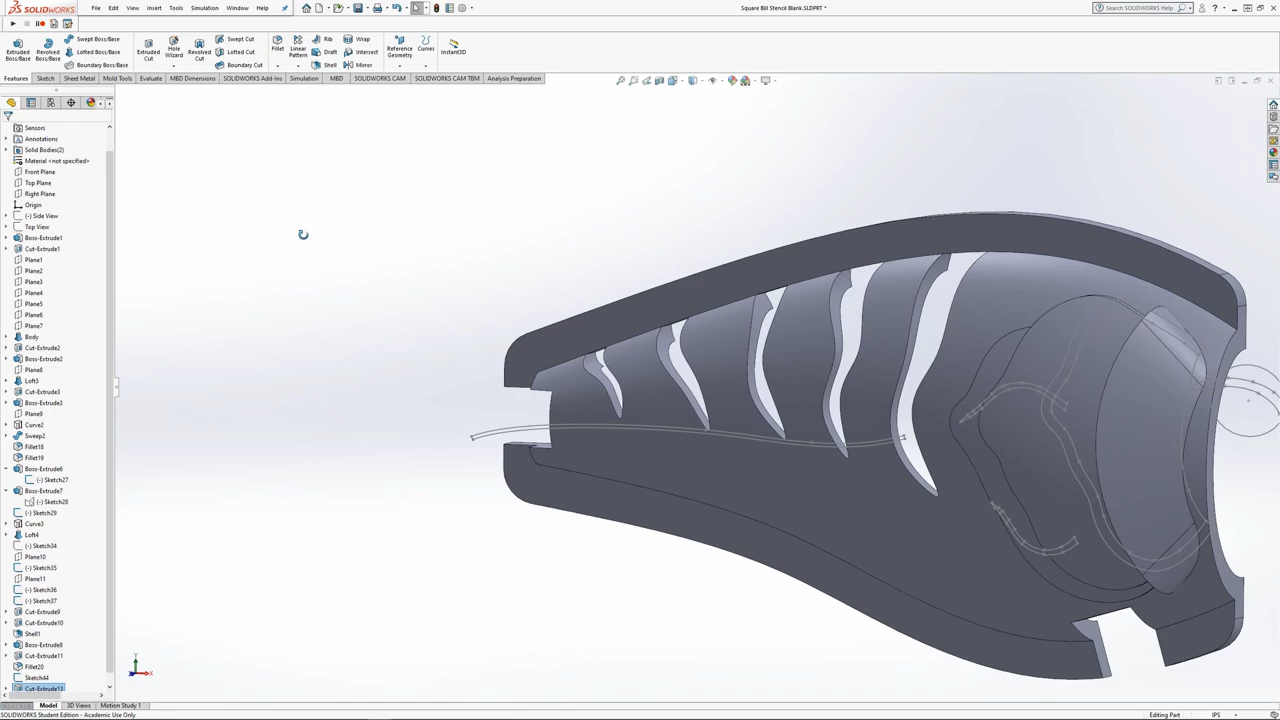 SOLIDWORKS File Edit View Insert Tools Simulation Window Help Square Bill Stencil Blank.SLDPRT * Search SOLIDWORKS Help
Extruded Boss/Base Revolved Boss/Base Swept Boss/Base Lofted Boss/Base Boundary Boss/Base Extruded Cut Hole Wizard Revolved Cut Swept Cut Lofted Cut Boundary Cut Fillet Linear Pattern Rib Draft Shell Wrap Intersect Mirror Reference Geometry Curves Instant3D
Features Sketch Sheet Metal Mold Tools Evaluate MBD Dimensions SOLIDWORKS Add-Ins Simulation MBD SOLIDWORKS CAM SOLIDWORKS CAM TBM Analysis Preparation
Sensors
Annotations
Solid Bodies(2)
Material <not specified>
Front Plane
Top Plane
Right Plane
Origin
(-) Side View
Top View
Boss-Extrude1
Cut-Extrude1
Plane1
Plane2
Plane3
Plane4
Plane5
Plane6
Plane7
Body
Cut-Extrude2
Boss-Extrude2
Plane8
Loft3
Cut-Extrude3
Boss-Extrude3
Plane9
Curve2
Sweep2
Fillet18
Fillet19
Boss-Extrude6
(-) Sketch27
Boss-Extrude7
(-) Sketch28
(-) Sketch29
Curve3
Loft4
(-) Sketch34
Plane10
(-) Sketch35
Plane11
(-) Sketch36
(-) Sketch37
Cut-Extrude9
Cut-Extrude10
Shell1
Boss-Extrude8
Cut-Extrude11
Fillet20
Sketch44
Cut-Extrude13
Y
X
Z
Model 3D Views Motion Study 1
SOLIDWORKS Student Edition - Academic Use Only Editing Part IPS